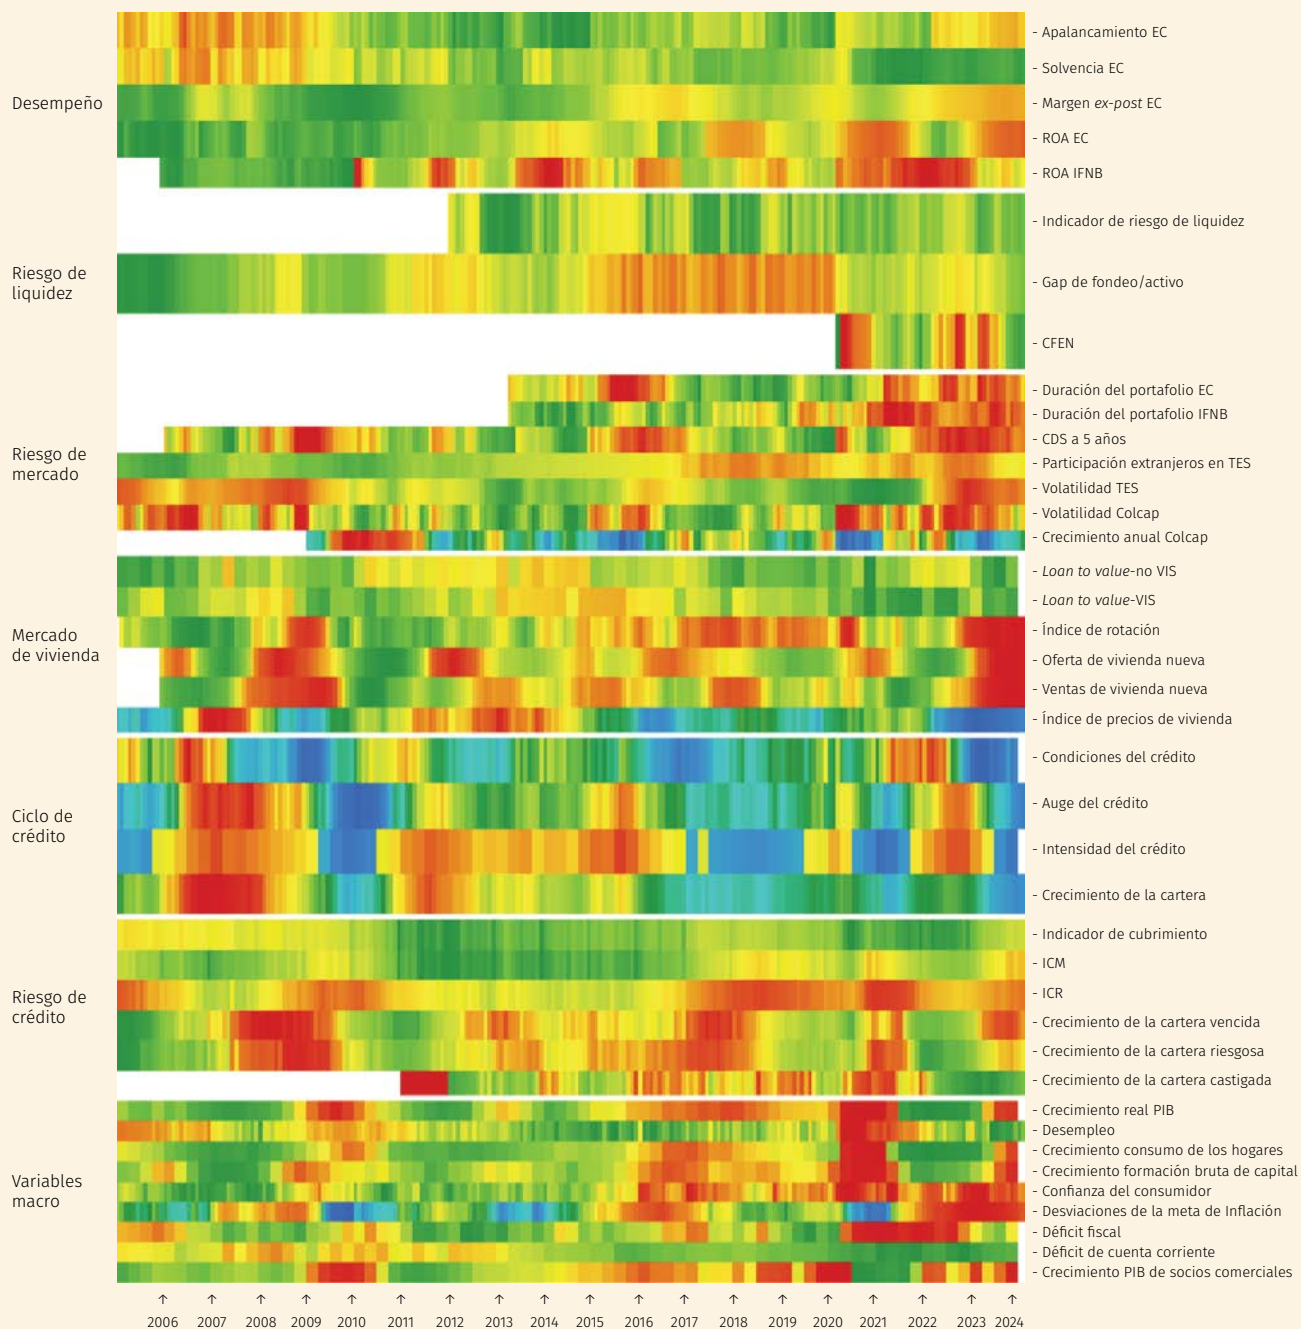 Desempeño
- Apalancamiento EC
- Solvencia EC
- Margen ex-post EC
- ROA EC
- ROA IFNB
Riesgo de
liquidez
- Indicador de riesgo de liquidez
- Gap de fondeo/activo
- CFEN
Riesgo de
mercado
- Duración del portafolio EC
- Duración del portafolio IFNB
- CDS a 5 años
- Participación extranjeros en TES
- Volatilidad TES
- Volatilidad Colcap
- Crecimiento anual Colcap
Mercado
de vivienda
- Loan to value-no VIS
- Loan to value-VIS
- Índice de rotación
- Oferta de vivienda nueva
- Ventas de vivienda nueva
- Índice de precios de vivienda
Ciclo de
crédito
- Condiciones del crédito
- Auge del crédito
- Intensidad del crédito
- Crecimiento de la cartera
Riesgo de
crédito
- Indicador de cubrimiento
- ICM
- ICR
- Crecimiento de la cartera vencida
- Crecimiento de la cartera riesgosa
- Crecimiento de la cartera castigada
Variables
macro
- Crecimiento real PIB
- Desempleo
- Crecimiento consumo de los hogares
- Crecimiento formación bruta de capital
- Confianza del consumidor
- Desviaciones de la meta de Inflación
- Déficit fiscal
- Déficit de cuenta corriente
- Crecimiento PIB de socios comerciales
2006 2007 2008 2009 2010 2011 2012 2013 2014 2015 2016 2017 2018 2019 2020 2021 2022 2023 2024